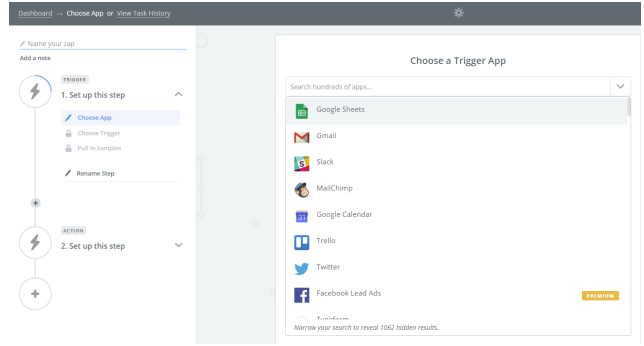 Dashboard → Choose App or View Task History
Name your zap
Add a note
TRIGGER
1. Set up this step
Choose App
Choose Trigger
Pull In Samples
Rename Step
ACTION
2. Set up this step
Choose a Trigger App
Search hundreds of apps...
Google Sheets
Gmail
Slack
MailChimp
31
Google Calendar
Trello
Twitter
Facebook Lead Ads
PREMIUM
Typeform
Narrow your search to reveal 1062 hidden results.